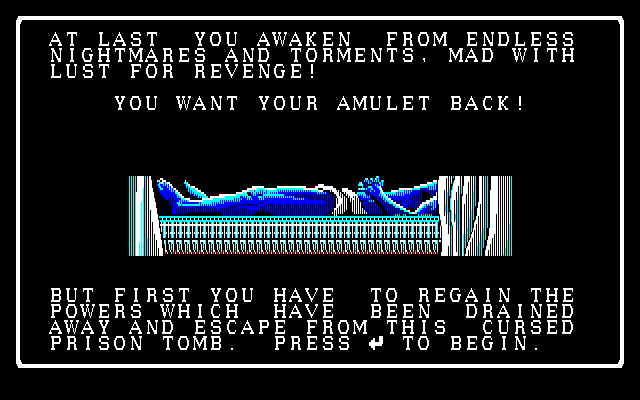 AT LAST YOU AWAKEN FROM ENDLESS
NIGHTMARES AND TORMENTS, MAD WITH
LUST FOR REVENGE!
YOU WANT YOUR AMULET BACK!
BUT FIRST YOU HAVE TO REGAIN THE
POWERS WHICH HAVE BEEN DRAINED
AWAY AND ESCAPE FROM THIS CURSED
PRISON TOMB. PRESS ↵ TO BEGIN.